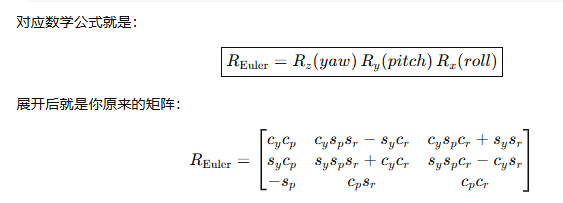 对应数学公式就是：
R_Euler = R_z(yaw) R_y(pitch) R_x(roll)
展开后就是你原来的矩阵：
R_Euler = [ c_y c_p   c_y s_p s_r − s_y c_r   c_y s_p c_r + s_y s_r
s_y c_p   s_y s_p s_r + c_y c_r   s_y s_p c_r − c_y s_r
−s_p   c_p s_r   c_p c_r ]